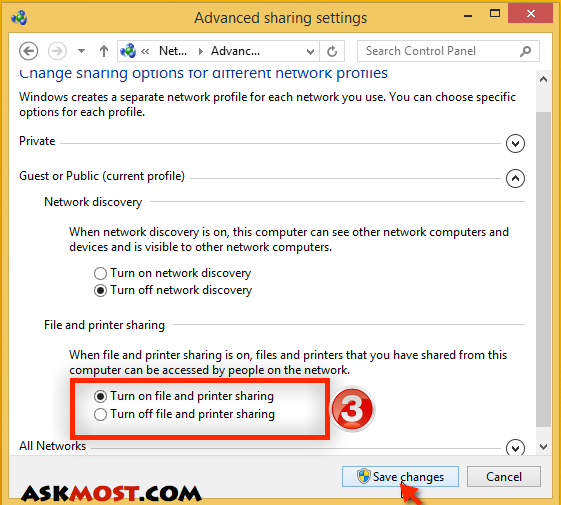 Advanced sharing settings
« Net... Advanc...
Search Control Panel
Change sharing options for different network profiles
Windows creates a separate network profile for each network you use. You can choose specific
options for each profile.
Private
Guest or Public (current profile)
Network discovery
When network discovery is on, this computer can see other network computers and
devices and is visible to other network computers.
Turn on network discovery
Turn off network discovery
File and printer sharing
When file and printer sharing is on, files and printers that you have shared from this
computer can be accessed by people on the network.
Turn on file and printer sharing
Turn off file and printer sharing
3
All Networks
Save changes Cancel
ASKMOST.COM